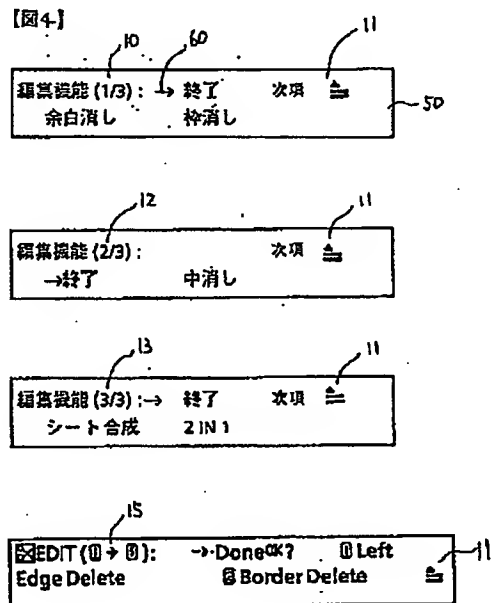 【図4】
10 60 11
編集機能 (1/3) : → 終了 次項
余白消し 枠消し
50
12 11
編集機能 (2/3) :
次項
→終了 中消し
13 11
編集機能 (3/3) :→ 終了 次項
シート合成 2 IN 1
15
EDIT ( → ): →Done OK? Left
Edge Delete Border Delete
11